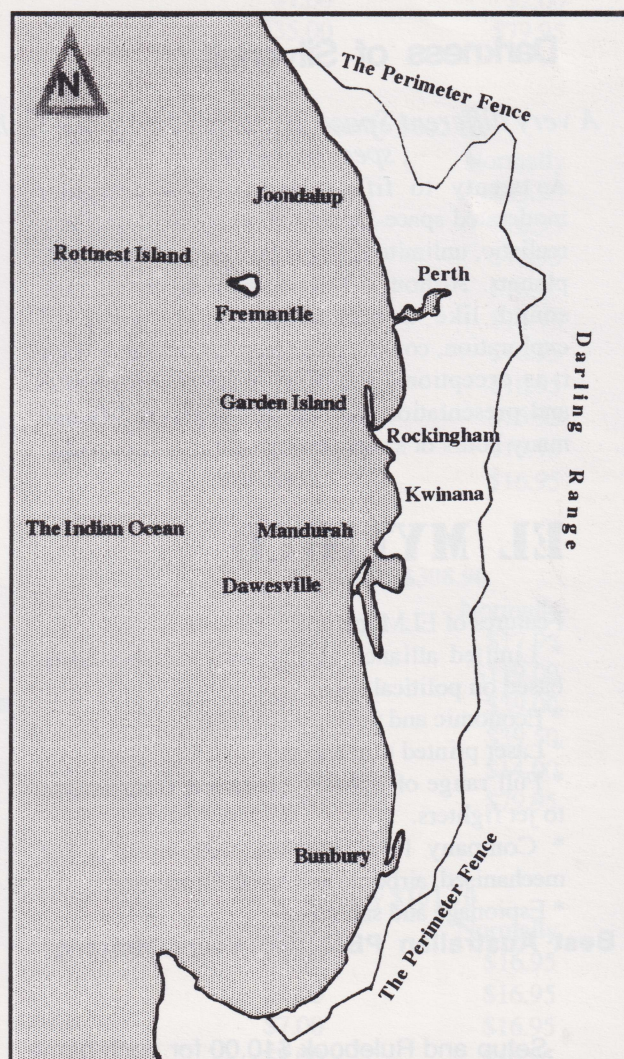 N
The Perimeter Fence
Joondalup
Rottnest Island
Perth
Fremantle
Darling Range
Garden Island
Rockingham
Kwinana
The Indian Ocean
Mandurah
Dawesville
Bunbury
The Perimeter Fence